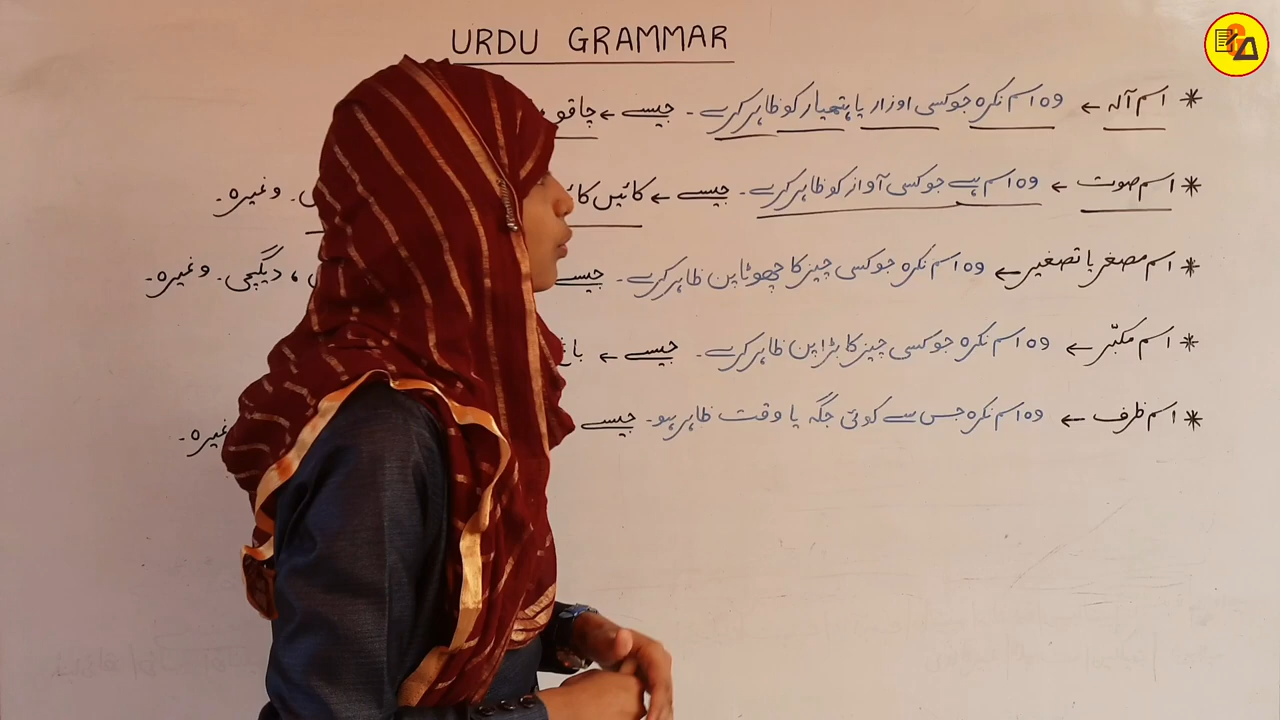 URDU GRAMMAR
* اسم آلہ ← وہ اسم نکرہ جو کسی اوزار یا ہتھیار کو ظاہر کرے۔ جیسے ← چاقو
* اسم صوت ← وہ اسم ہے جو کسی آواز کو ظاہر کرے۔ جیسے ← کائیں وغیرہ۔
* اسم مصغر یا تصغیر ← وہ اسم نکرہ جو کسی چیز کا چھوٹا پن ظاہر کرے۔ جیسے ، دیگچی۔ وغیرہ۔
* اسم مکبّر ← وہ اسم نکرہ جو کسی چیز کا بڑا پن ظاہر کرے۔ جیسے ←
* اسم ظرف ← وہ اسم نکرہ جس سے کوئی جگہ یا وقت ظاہر ہو۔ جیسے